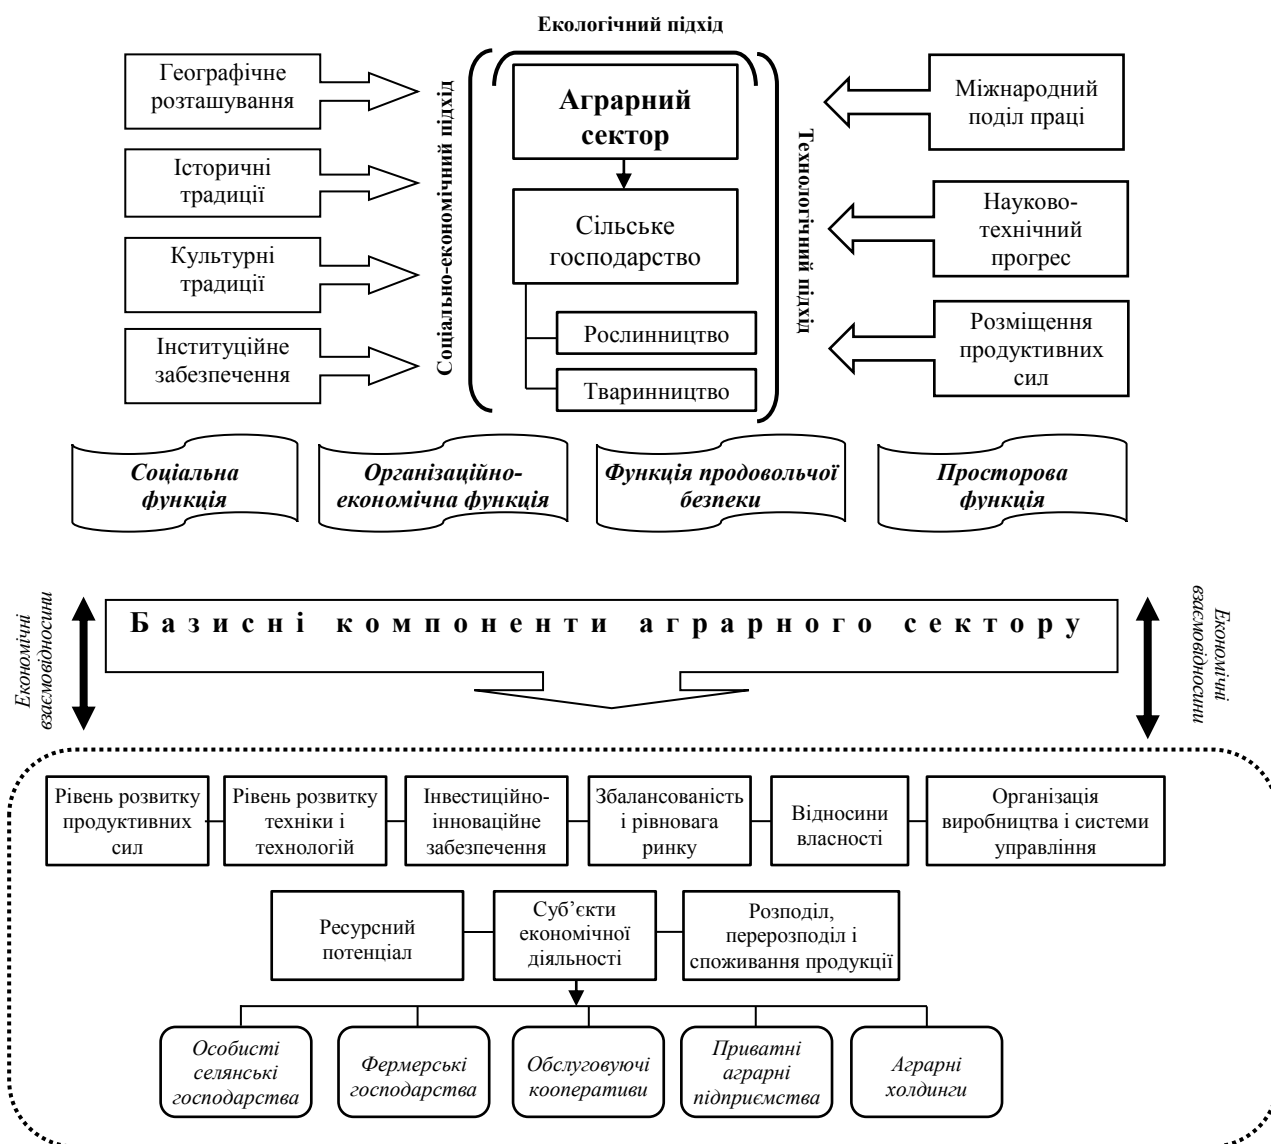 Екологічний підхід
Географічне
розташування
Історичні
традиції
Культурні
традиції
Інституційне
забезпечення
Соціально-економічний підхід
Аграрний
сектор
Сільське
господарство
Рослинництво
Тваринництво
Технологічний підхід
Міжнародний
поділ праці
Науково-
технічний
прогрес
Розміщення
продуктивних
сил
Соціальна
функція
Організаційно-
економічна функція
Функція продовольчої
безпеки
Просторова
функція
Економічні
взаємовідносини
Базисні компоненти аграрного сектору
Економічні
взаємовідносини
Рівень розвитку
продуктивних
сил
Рівень розвитку
техніки і
технологій
Інвестиційно-
інноваційне
забезпечення
Збалансованість
і рівновага
ринку
Відносини
власності
Організація
виробництва і системи
управління
Ресурсний
потенціал
Суб’єкти
економічної
діяльності
Розподіл,
перерозподіл і
споживання продукції
Особисті
селянські
господарства
Фермерські
господарства
Обслуговуючі
кооперативи
Приватні
аграрні
підприємства
Аграрні
холдинги